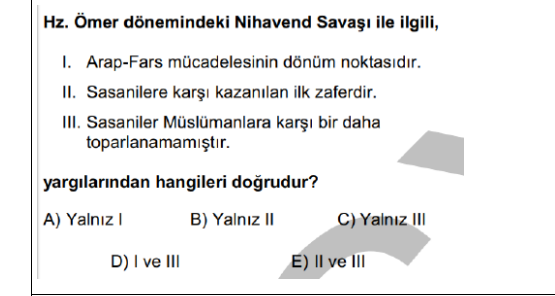 Hz. Ömer dönemindeki Nihavend Savaşı ile ilgili,
I. Arap-Fars mücadelesinin dönüm noktasıdır.
II. Sasanilere karşı kazanılan ilk zaferdir.
III. Sasaniler Müslümanlara karşı bir daha
toparlanamamıştır.
yargılarından hangileri doğrudur?
A) Yalnız I B) Yalnız II C) Yalnız III
D) I ve III E) II ve III